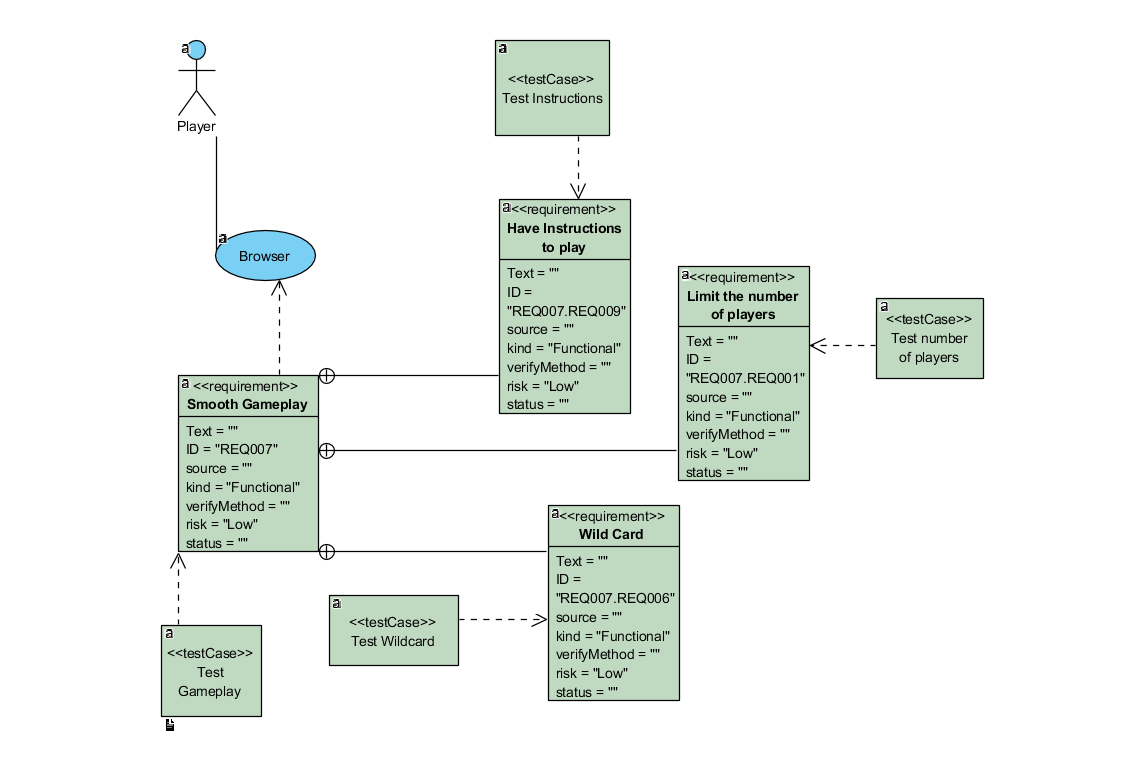 Player
<<testCase>>
Test Instructions
Browser
<<requirement>>
Have Instructions
to play
Text = ""
ID =
"REQ007.REQ009"
source = ""
kind = "Functional"
verifyMethod = ""
risk = "Low"
status = ""
<<requirement>>
Limit the number
of players
Text = ""
ID =
"REQ007.REQ001"
source = ""
kind = "Functional"
verifyMethod = ""
risk = "Low"
status = ""
<<testCase>>
Test number
of players
<<requirement>>
Smooth Gameplay
Text = ""
ID = "REQ007"
source = ""
kind = "Functional"
verifyMethod = ""
risk = "Low"
status = ""
<<requirement>>
Wild Card
Text = ""
ID =
"REQ007.REQ006"
source = ""
kind = "Functional"
verifyMethod = ""
risk = "Low"
status = ""
<<testCase>>
Test Wildcard
<<testCase>>
Test
Gameplay
a
a
a
a
a
a
a
a
a
a